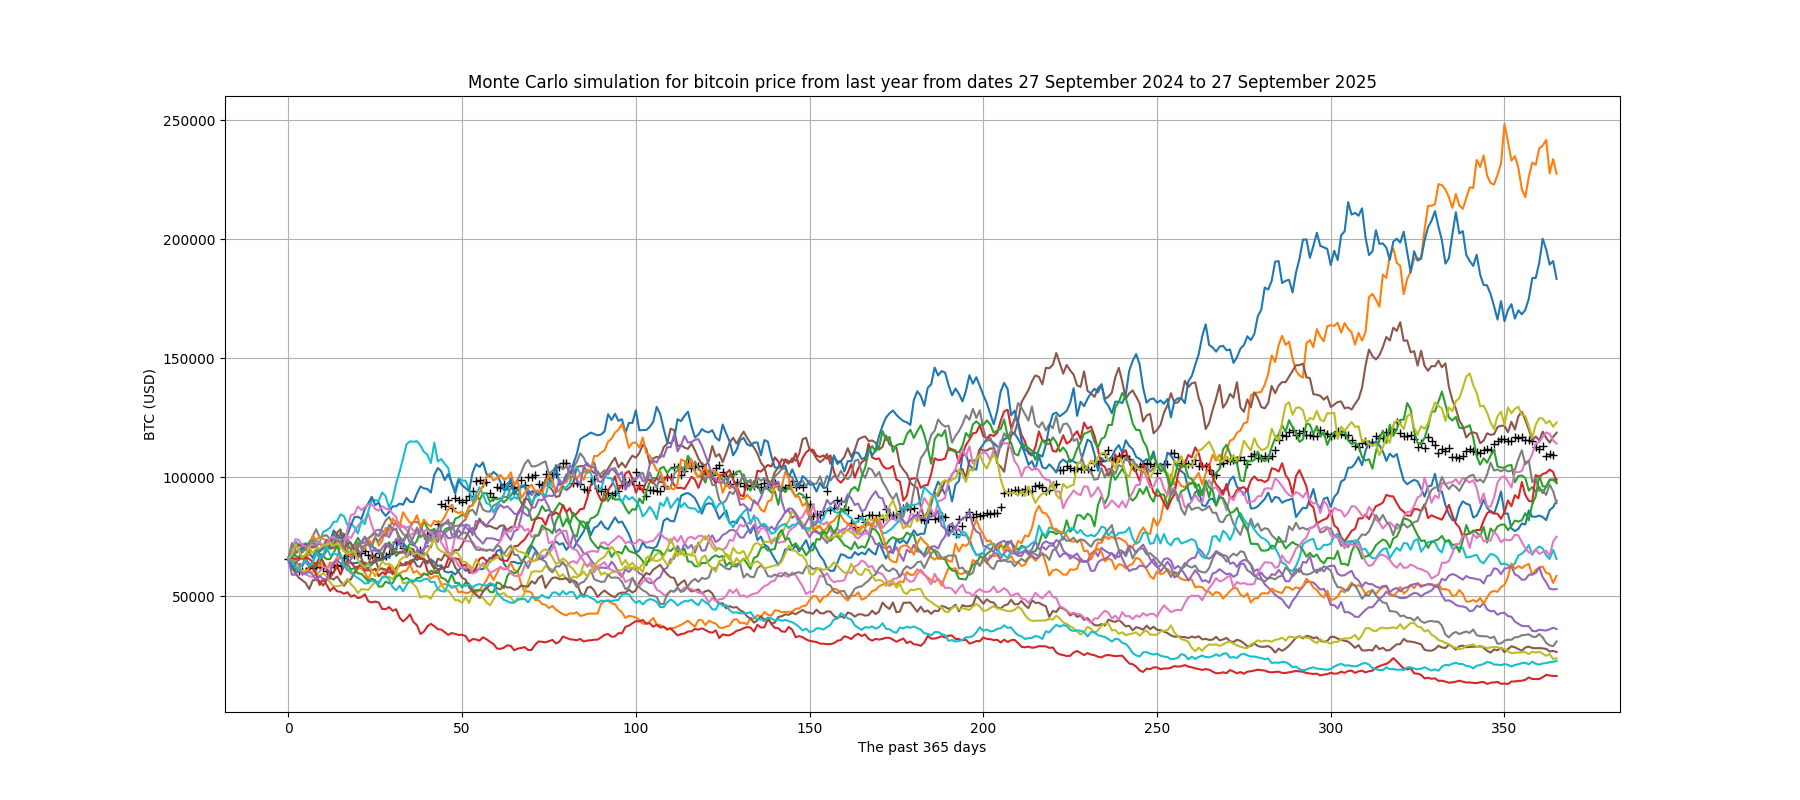 Monte Carlo simulation for bitcoin price from last year from dates 27 September 2024 to 27 September 2025
250000
200000
150000
100000
50000
BTC (USD)
0 50 100 150 200 250 300 350
The past 365 days